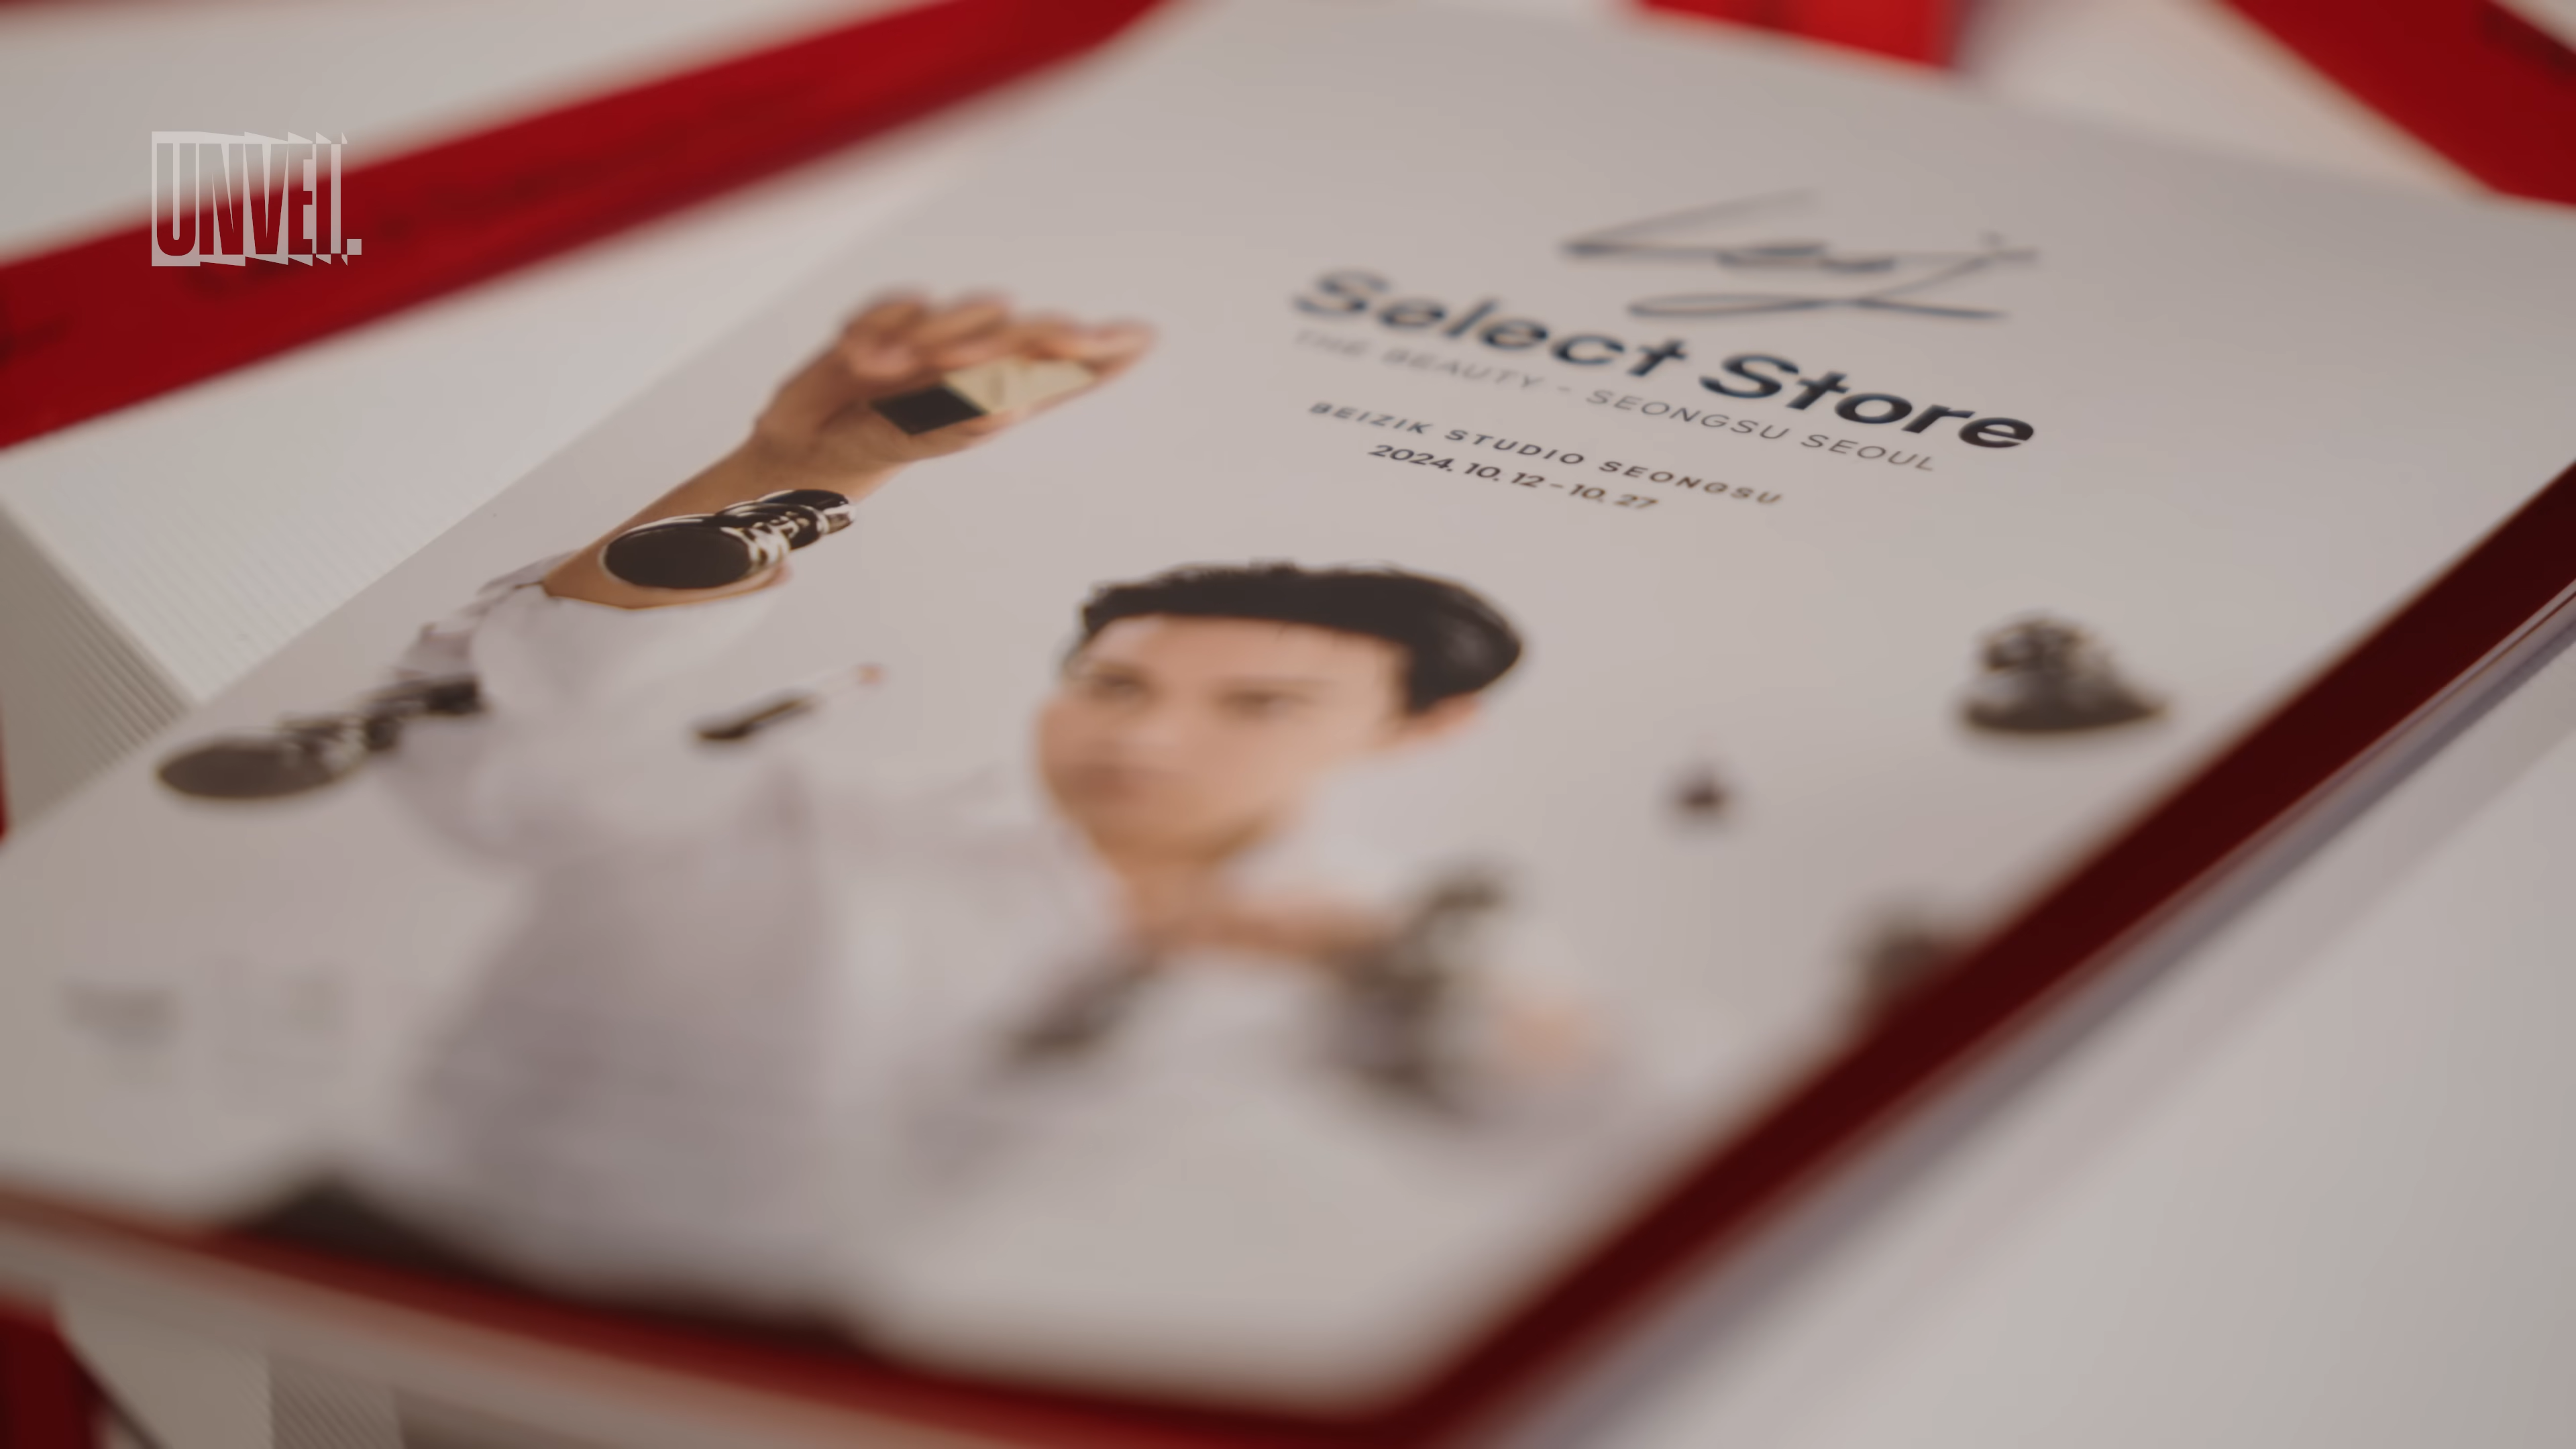 UNVEIL.
Select Store
THE BEAUTY - SEONGSU SEOUL
BEIZIK STUDIO SEONGSU
2024. 10. 12 - 10. 27